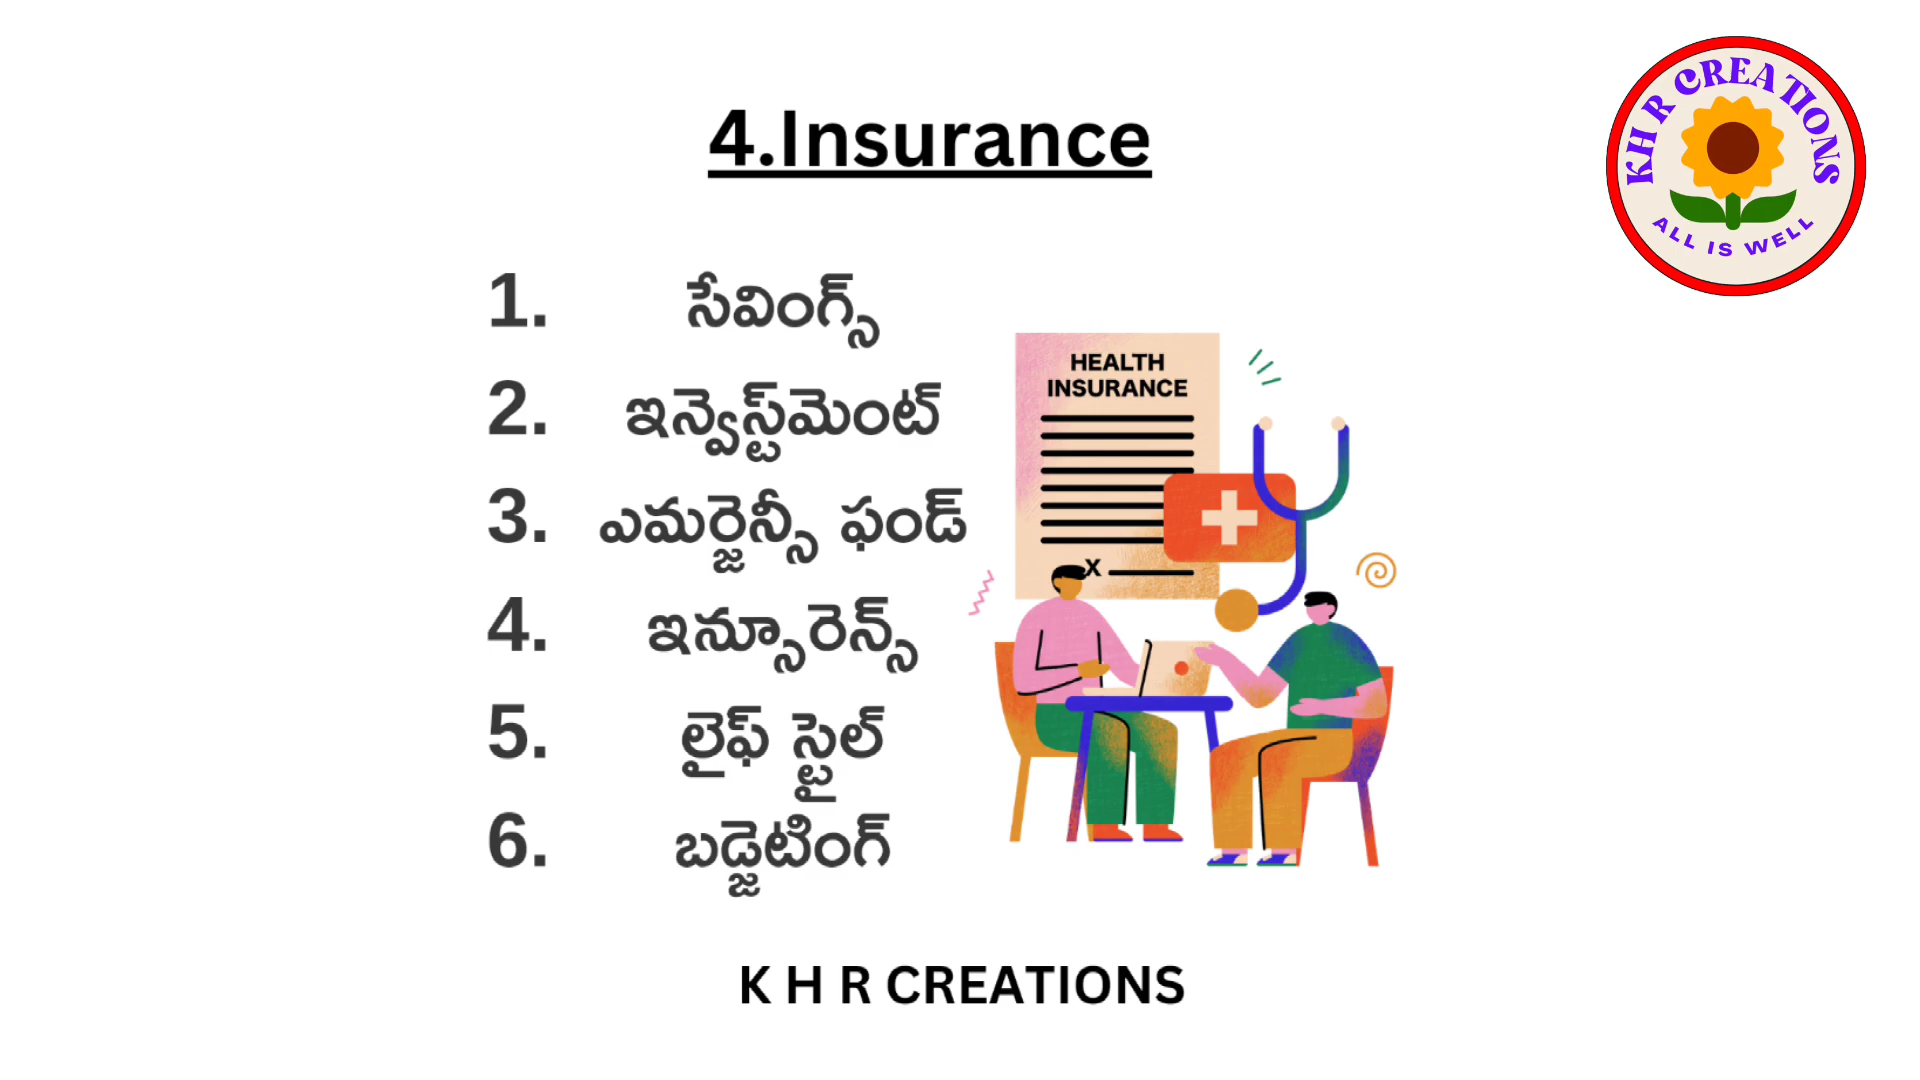 4.Insurance
KH R CREATIONS
ALL IS WELL
1. సేవింగ్స్
2. ఇన్వెస్ట్‌మెంట్
3. ఎమర్జెన్సీ ఫండ్
4. ఇన్సూరెన్స్
5. లైఫ్ స్టైల్
6. బడ్జెటింగ్
HEALTH
INSURANCE
X
K H R CREATIONS